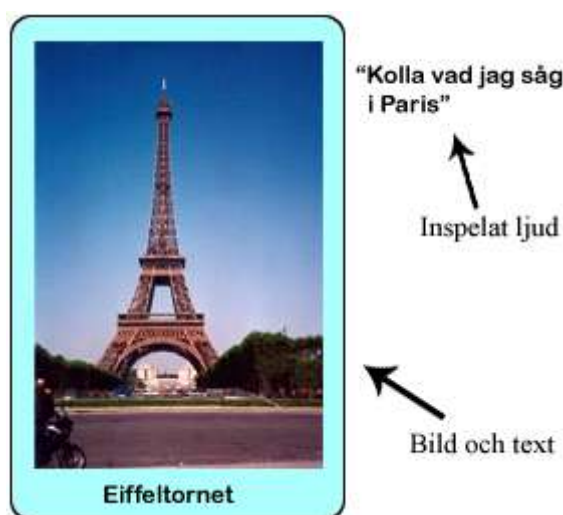 “Kolla vad jag såg
i Paris”
Inspelat ljud
Bild och text
Eiffeltornet